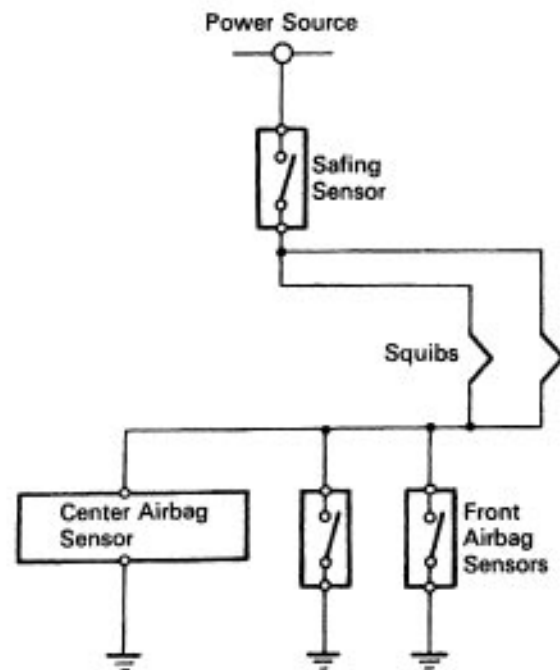 Power Source
Safing
Sensor
Squibs
Center Airbag
Sensor
Front
Airbag
Sensors